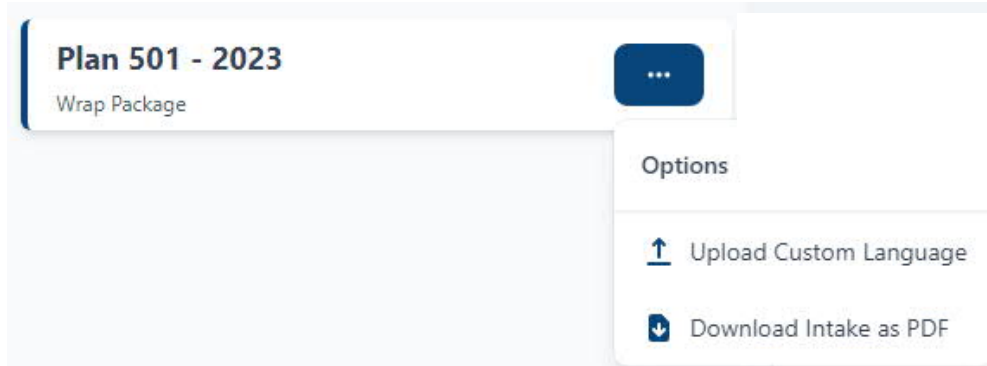 Plan 501 - 2023
Wrap Package
...
Options
Upload Custom Language
Download Intake as PDF